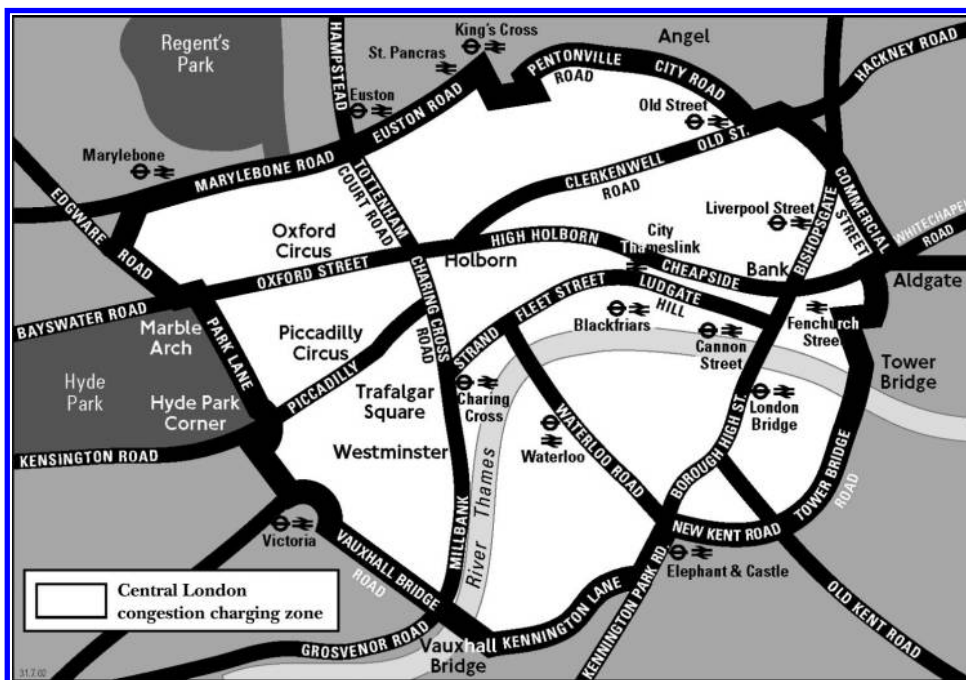 King's Cross
Angel
Regent's
Park
HAMPSTEAD
St. Pancras
PENTONVILLE
ROAD
CITY ROAD
HACKNEY ROAD
Euston
EUSTON ROAD
Old Street
OLD ST.
Marylebone
MARYLEBONE ROAD
CLERKENWELL
ROAD
EDGWARE
ROAD
TOTTENHAM
COURT ROAD
Liverpool Street
BISHOPSGATE
COMMERCIAL
STREET
WHITECHAPEL
ROAD
Oxford
Circus
OXFORD STREET
Holborn
HIGH HOLBORN
City
Thameslink
CHEAPSIDE
Bank
Aldgate
BAYSWATER ROAD
Marble
Arch
PARK LANE
Piccadilly
Circus
PICCADILLY
CHARING CROSS
ROAD
STRAND
FLEET STREET
LUDGATE
HILL
Blackfriars
Cannon
Street
Fenchurch
Street
Tower
Bridge
Hyde
Park
Hyde Park
Corner
Trafalgar
Square
Charing
Cross
Westminster
Waterloo
WATERLOO ROAD
London
Bridge
BOROUGH HIGH ST.
TOWER BRIDGE
ROAD
KENSINGTON ROAD
Victoria
VAUXHALL BRIDGE
ROAD
MILLBANK
River Thames
NEW KENT ROAD
Elephant & Castle
KENNINGTON PARK RD.
KENNINGTON LANE
OLD KENT ROAD
Central London
congestion charging zone
GROSVENOR ROAD
Vauxhall
Bridge
31.7.02